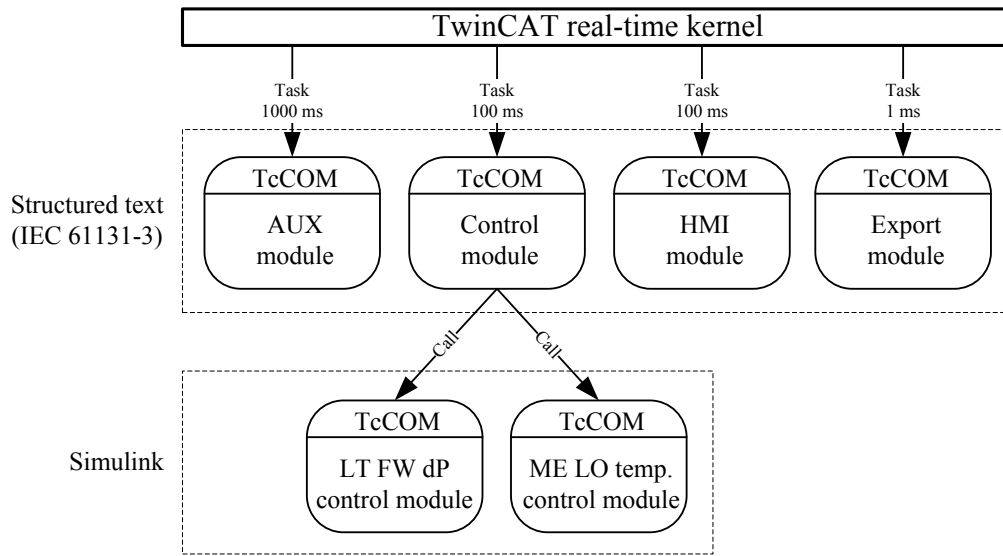 TwinCAT real-time kernel
Task
1000 ms
Task
100 ms
Task
100 ms
Task
1 ms
Structured text
(IEC 61131-3)
TcCOM
AUX
module
TcCOM
Control
module
TcCOM
HMI
module
TcCOM
Export
module
Call
Call
Simulink
TcCOM
LT FW dP
control module
TcCOM
ME LO temp.
control module